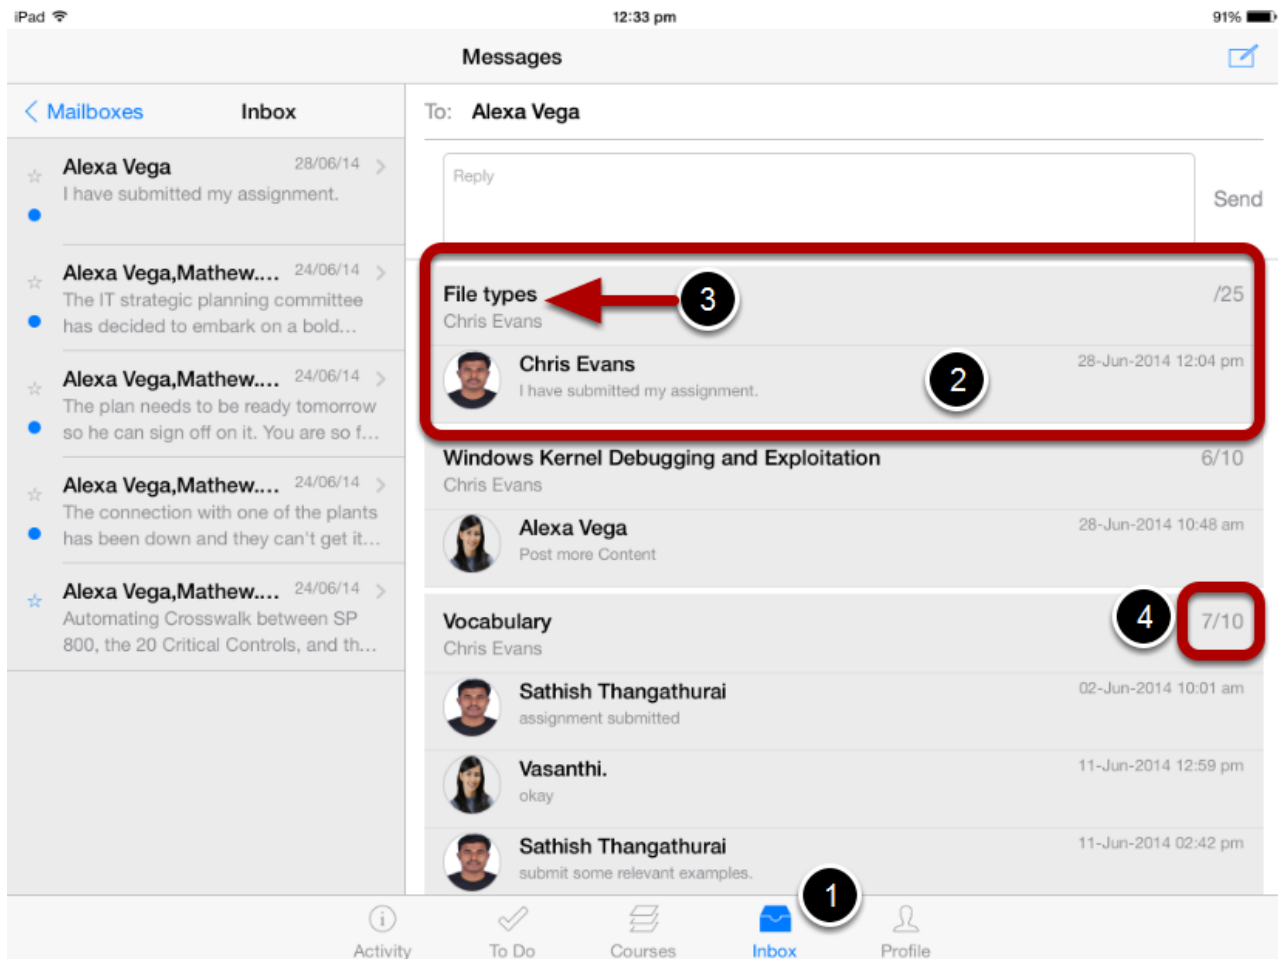 iPad 12:33 pm 91%
Messages
Mailboxes Inbox
Alexa Vega 28/06/14
I have submitted my assignment.
Alexa Vega,Mathew.... 24/06/14
The IT strategic planning committee
has decided to embark on a bold...
Alexa Vega,Mathew.... 24/06/14
The plan needs to be ready tomorrow
so he can sign off on it. You are so f...
Alexa Vega,Mathew.... 24/06/14
The connection with one of the plants
has been down and they can't get it...
Alexa Vega,Mathew.... 24/06/14
Automating Crosswalk between SP
800, the 20 Critical Controls, and th...
To: Alexa Vega
Reply
Send
File types 3 /25
Chris Evans
Chris Evans 28-Jun-2014 12:04 pm
I have submitted my assignment.
2
Windows Kernel Debugging and Exploitation 6/10
Chris Evans
Alexa Vega 28-Jun-2014 10:48 am
Post more Content
Vocabulary 4 7/10
Chris Evans
Sathish Thangathurai 02-Jun-2014 10:01 am
assignment submitted
Vasanthi. 11-Jun-2014 12:59 pm
okay
Sathish Thangathurai 11-Jun-2014 02:42 pm
submit some relevant examples.
1
Activity To Do Courses Inbox Profile